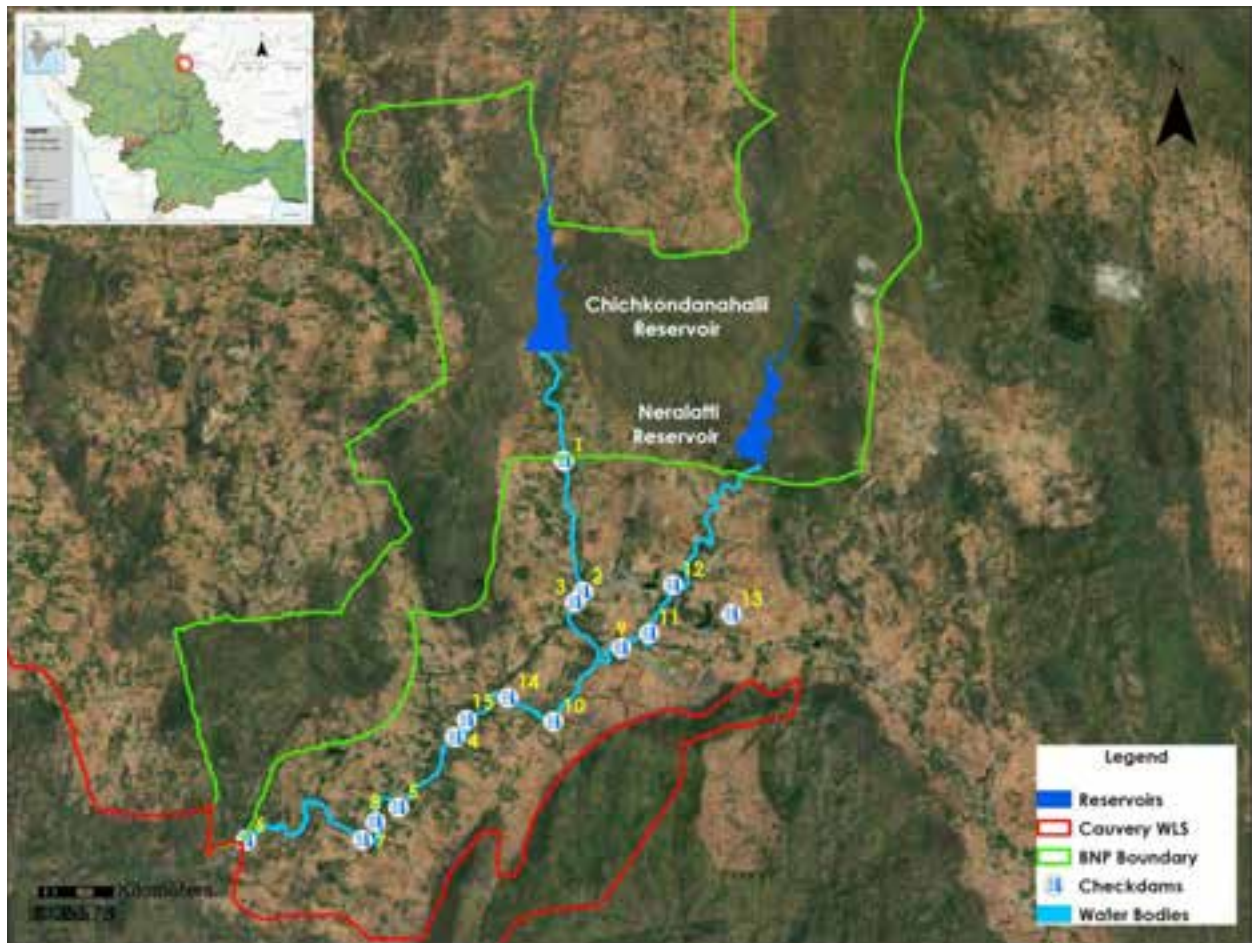 Chichkondanahalli
Reservoir
Neralatti
Reservoir
1
2
3
12
13
11
9
14
10
15
4
5
8
7
Legend
Reservoirs
Cauvery WLS
BNP Boundary
Checkdams
Water Bodies
Kilometers